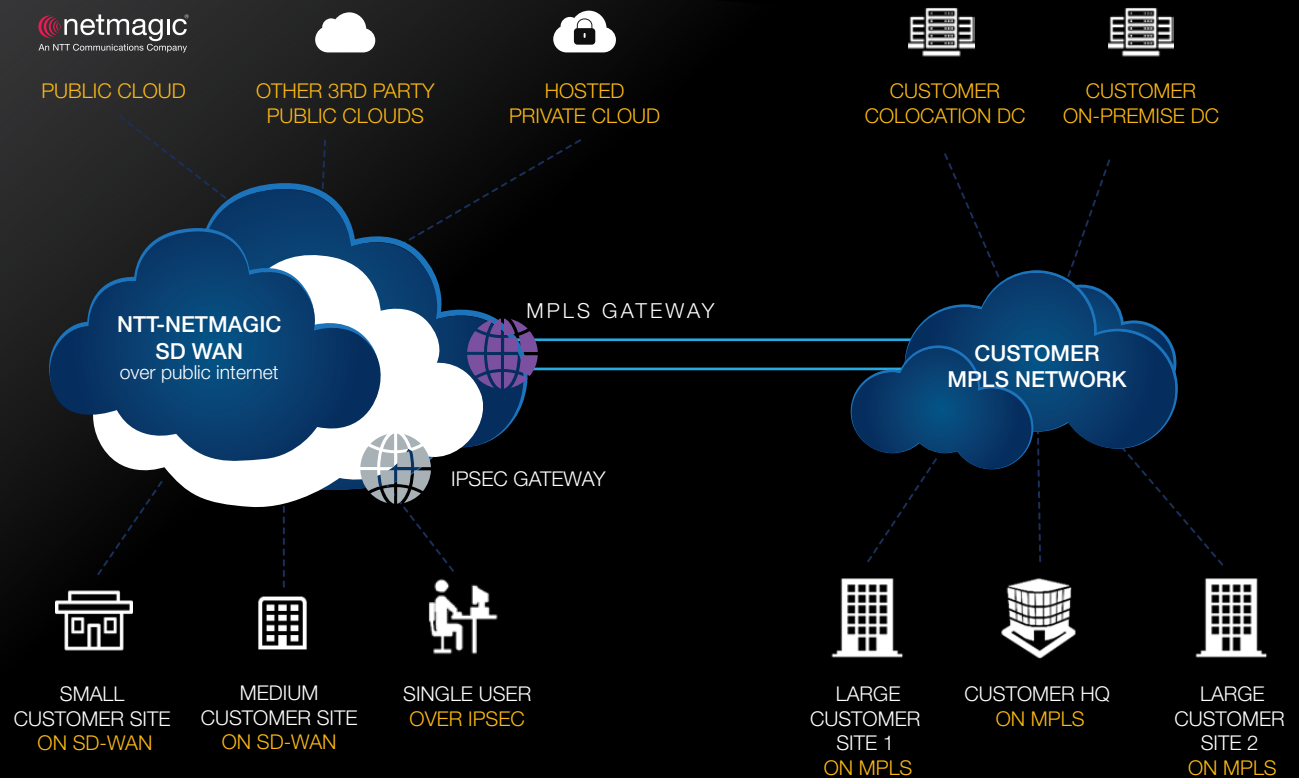 netmagic®
An NTT Communications Company
PUBLIC CLOUD
OTHER 3RD PARTY
PUBLIC CLOUDS
HOSTED
PRIVATE CLOUD
CUSTOMER
COLOCATION DC
CUSTOMER
ON-PREMISE DC
NTT-NETMAGIC
SD WAN
over public internet
MPLS GATEWAY
IPSEC GATEWAY
CUSTOMER
MPLS NETWORK
SMALL
CUSTOMER SITE
ON SD-WAN
MEDIUM
CUSTOMER SITE
ON SD-WAN
SINGLE USER
OVER IPSEC
LARGE
CUSTOMER
SITE 1
ON MPLS
CUSTOMER HQ
ON MPLS
LARGE
CUSTOMER
SITE 2
ON MPLS